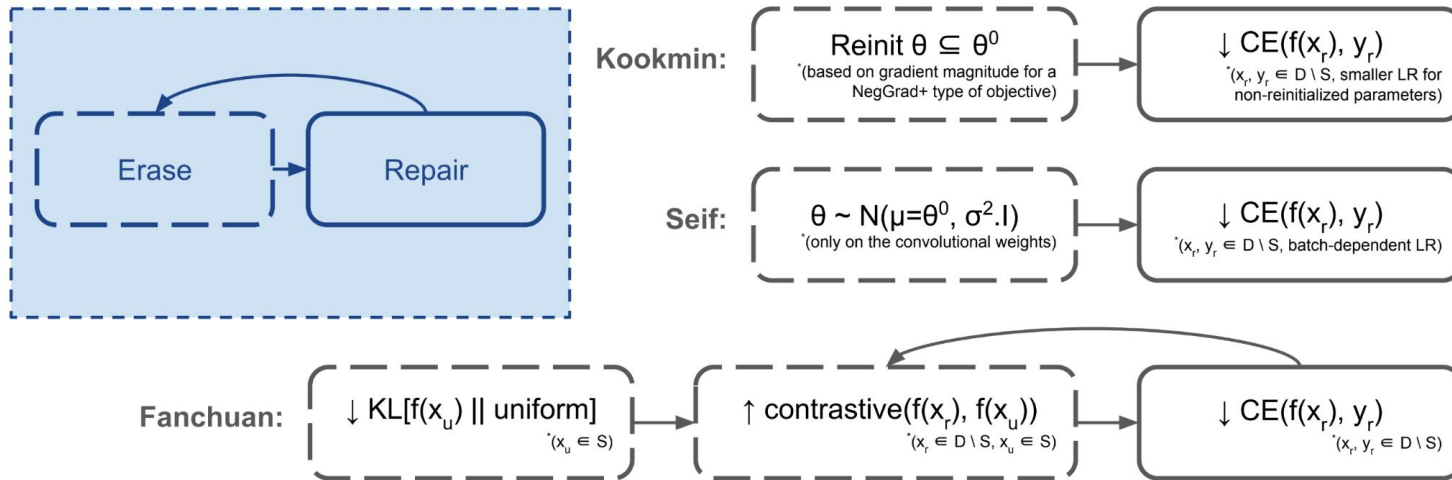 Erase
Repair
Kookmin:
Reinit θ ⊆ θ⁰
*(based on gradient magnitude for a
NegGrad+ type of objective)
↓ CE(f(xᵣ), yᵣ)
*(xᵣ, yᵣ ∈ D \ S, smaller LR for
non-reinitialized parameters)
Seif:
θ ~ N(μ=θ⁰, σ².I)
*(only on the convolutional weights)
↓ CE(f(xᵣ), yᵣ)
*(xᵣ, yᵣ ∈ D \ S, batch-dependent LR)
Fanchuan:
↓ KL[f(xᵤ) || uniform]
*(xᵤ ∈ S)
↑ contrastive(f(xᵣ), f(xᵤ))
*(xᵣ ∈ D \ S, xᵤ ∈ S)
↓ CE(f(xᵣ), yᵣ)
*(xᵣ, yᵣ ∈ D \ S)